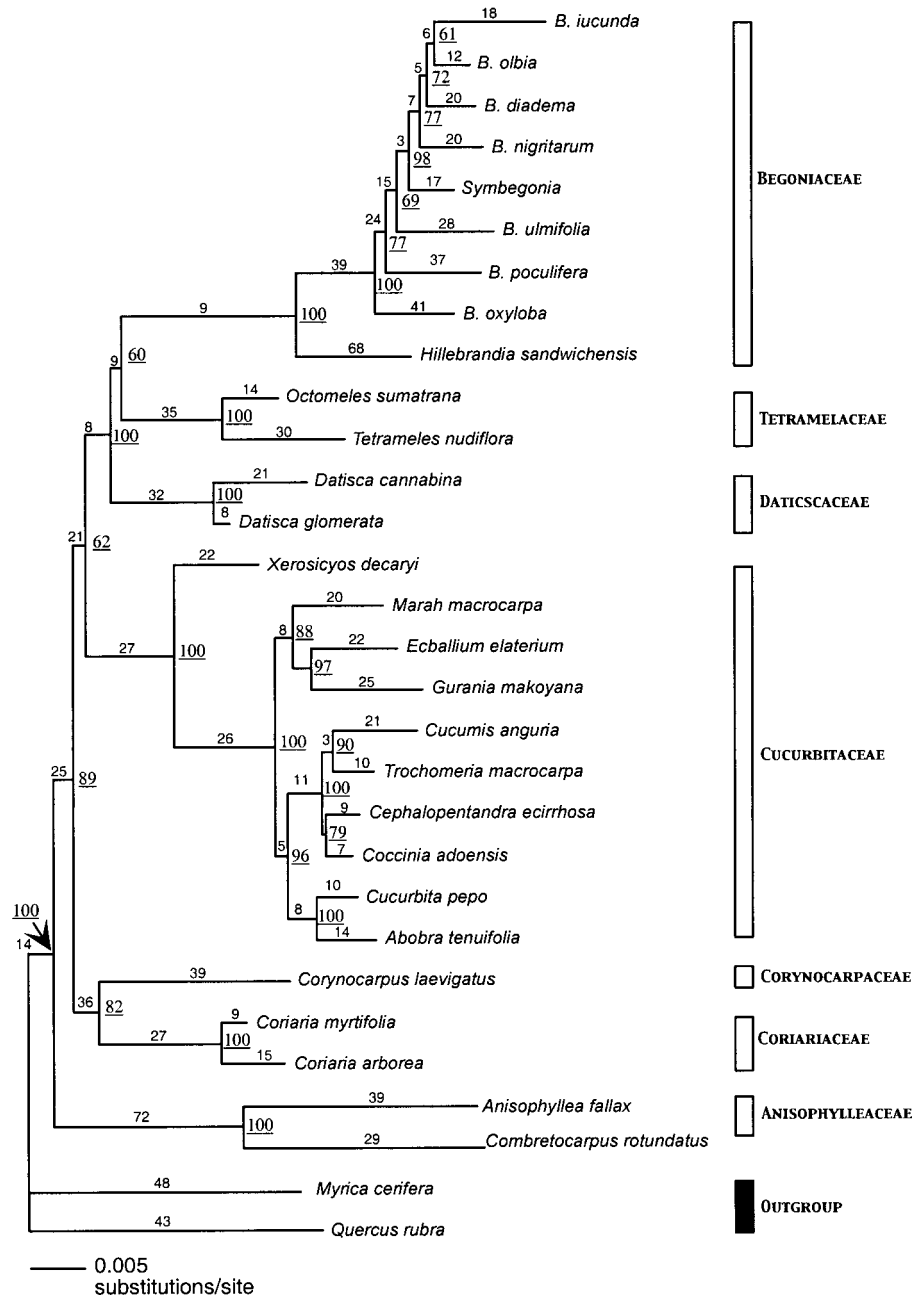 18
B. iucunda
6
61
12
B. olbia
5
72
20
B. diadema
7
77
20
B. nigritarum
3
98
17
Symbegonia
15
69
28
B. ulmifolia
24
77
37
B. poculifera
39
100
41
B. oxyloba
9
100
68
Hillebrandia sandwichensis
BEGONIACEAE
9
60
14
Octomeles sumatrana
35
100
30
Tetrameles nudiflora
TETRAMELACEAE
8
100
21
Datisca cannabina
32
100
8
Datisca glomerata
DATICSCACEAE
21
62
22
Xerosicyos decaryi
27
100
20
Marah macrocarpa
8
88
22
Ecballium elaterium
97
25
Gurania makoyana
26
100
21
Cucumis anguria
3
90
10
Trochomeria macrocarpa
11
100
9
Cephalopentandra ecirrhosa
79
7
Coccinia adoensis
5
96
10
Cucurbita pepo
8
100
14
Abobra tenuifolia
CUCURBITACEAE
25
89
100
14
39
Corynocarpus laevigatus
CORYNOCARPACEAE
36
82
9
Coriaria myrtifolia
27
100
15
Coriaria arborea
CORIARIACEAE
39
Anisophyllea fallax
72
100
29
Combretocarpus rotundatus
ANISOPHYLLEACEAE
48
Myrica cerifera
43
Quercus rubra
OUTGROUP
0.005
substitutions/site